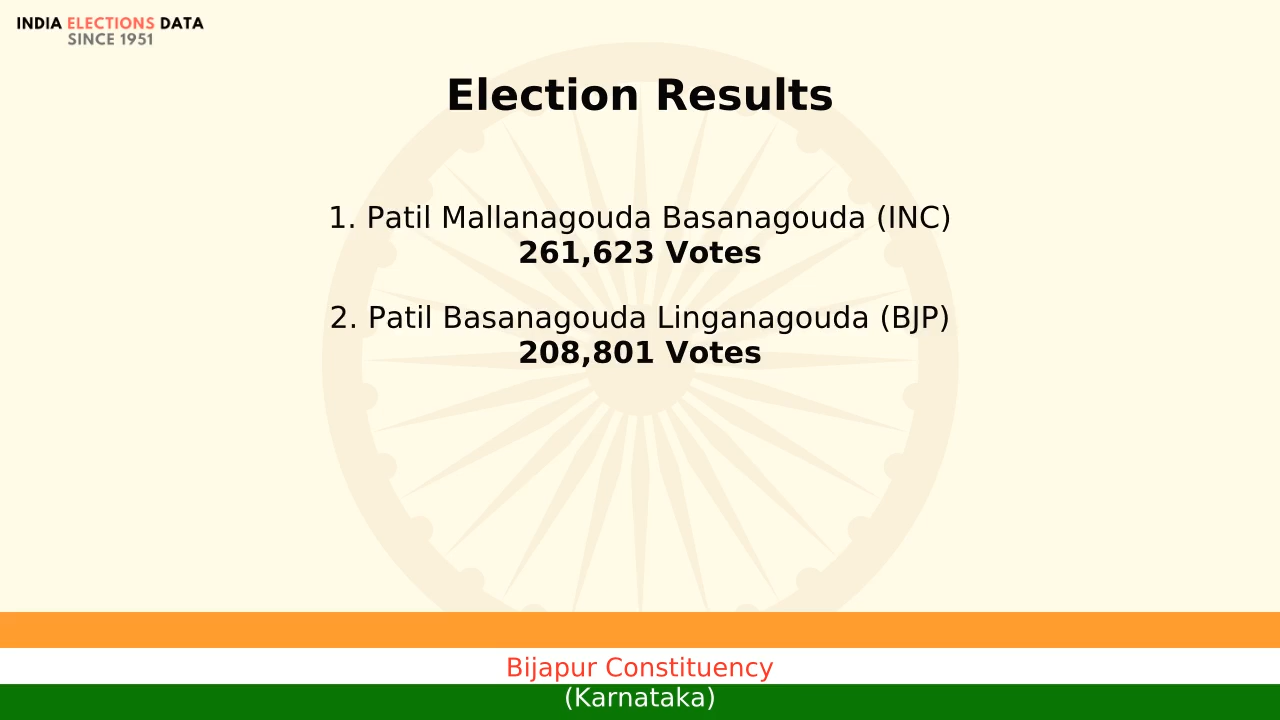 INDIA ELECTIONS DATA
SINCE 1951
Election Results
1. Patil Mallanagouda Basanagouda (INC)
261,623 Votes
2. Patil Basanagouda Linganagouda (BJP)
208,801 Votes
Bijapur Constituency
(Karnataka)